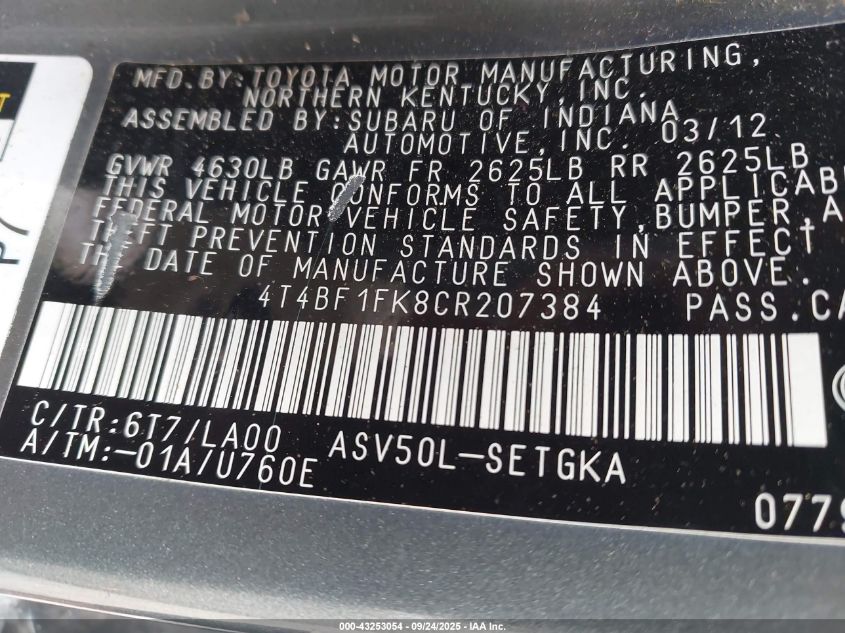 MFD.BY:TOYOTA MOTOR MANUFACTURING,
NORTHERN KENTUCKY,INC.
ASSEMBLED BY:SUBARU OF INDIANA
AUTOMOTIVE,INC. 03/12
GVWR 4630LB GAWR FR 2625LB RR 2625LB
THIS VEHICLE CONFORMS TO ALL APPLICAB
FEDERAL MOTOR VEHICLE SAFETY,BUMPER,A
THEFT PREVENTION STANDARDS IN EFFECT
THE DATE OF MANUFACTURE SHOWN ABOVE.
4T4BF1FK8CR207384 PASS.CA
C/TR:6T7/LA00 ASV50L-SETGKA
A/TM:-01A/U760E
0779
000-43253054 - 09/24/2025 - IAA Inc.